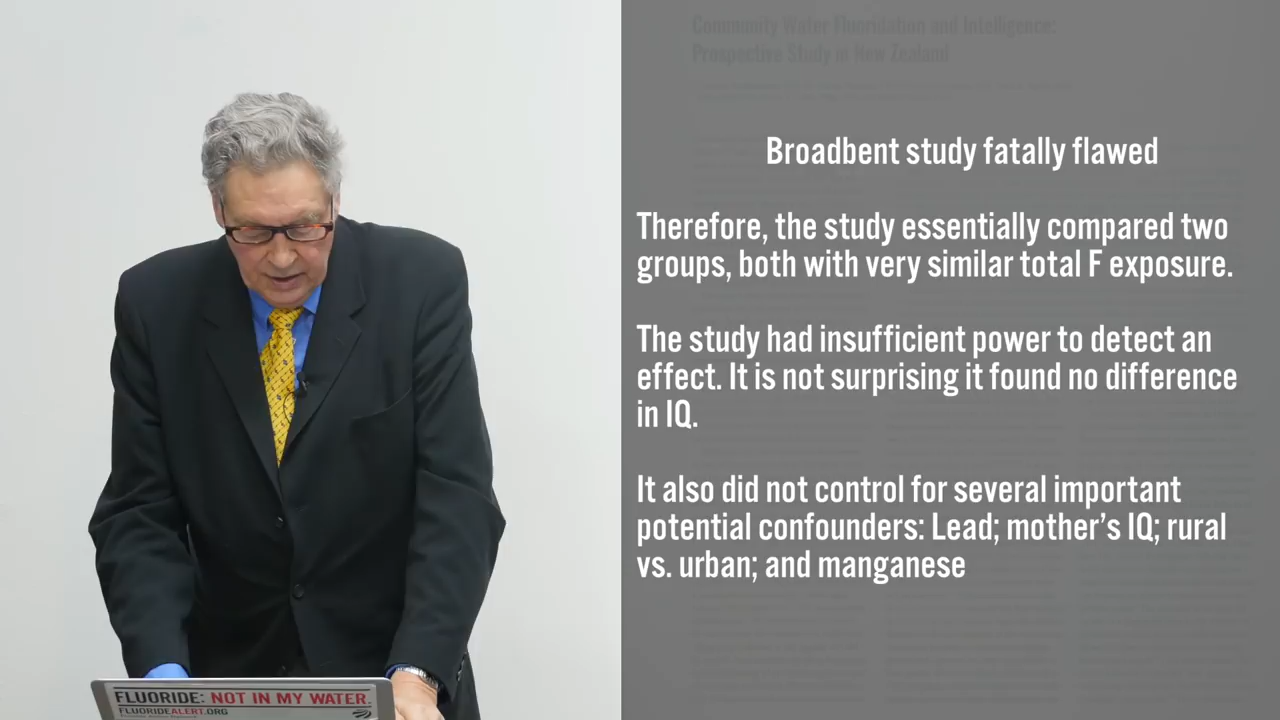 Community Water Fluoridation and Intelligence:
Prospective Study in New Zealand
Broadbent study fatally flawed
Therefore, the study essentially compared two
groups, both with very similar total F exposure.
The study had insufficient power to detect an
effect. It is not surprising it found no difference
in IQ.
It also did not control for several important
potential confounders: Lead; mother's IQ; rural
vs. urban; and manganese
FLUORIDE: NOT IN MY WATER.
FLUORIDEALERT.ORG